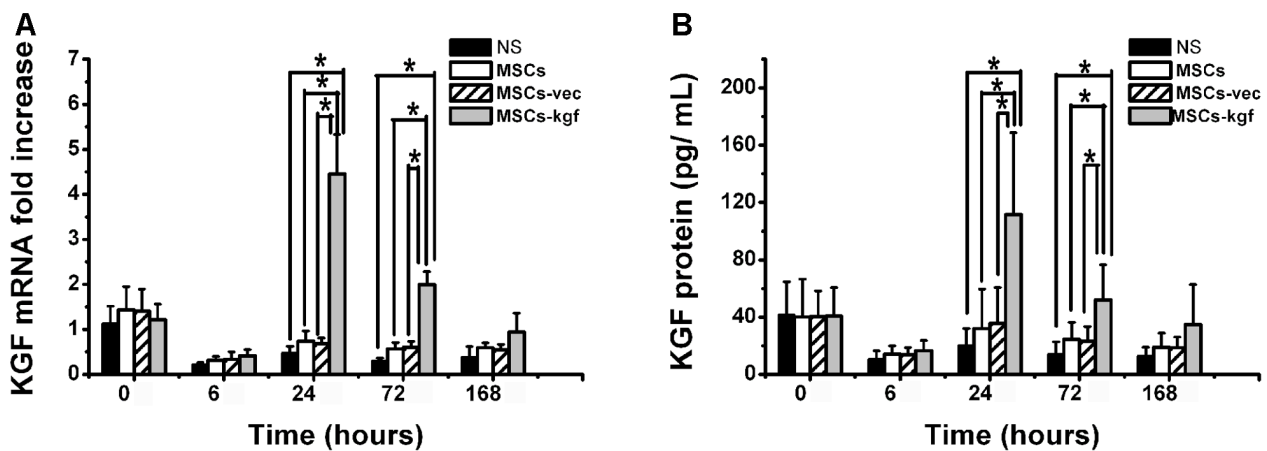 A
KGF mRNA fold increase
7
6
5
4
3
2
1
0
NS
MSCs
MSCs-vec
MSCs-kgf
* * * * * *
0 6 24 72 168
Time (hours)
B
KGF protein (pg/ mL)
200
160
120
80
40
0
NS
MSCs
MSCs-vec
MSCs-kgf
* * * * * *
0 6 24 72 168
Time (hours)